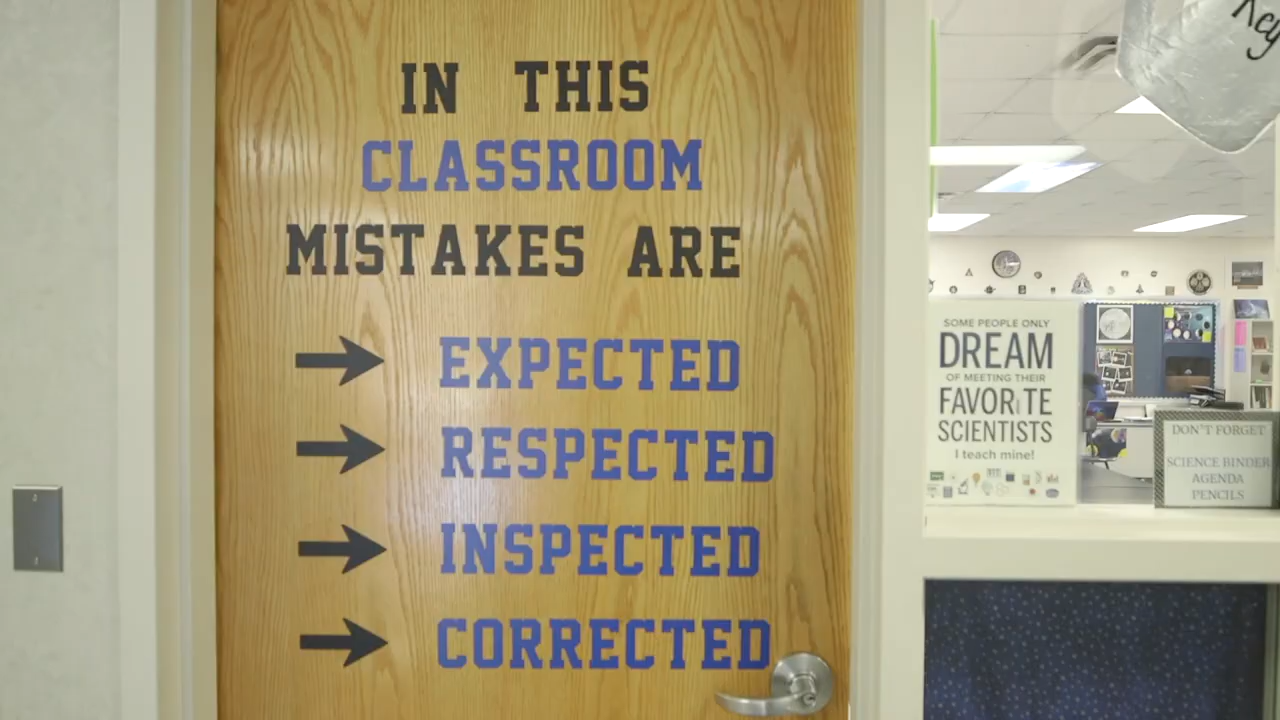 IN THIS
CLASSROOM
MISTAKES ARE
EXPECTED
RESPECTED
INSPECTED
CORRECTED
Key
SOME PEOPLE ONLY
DREAM
OF MEETING THEIR
FAVORITE
SCIENTISTS
I teach mine!
DON'T FORGET
SCIENCE BINDER
AGENDA
PENCILS